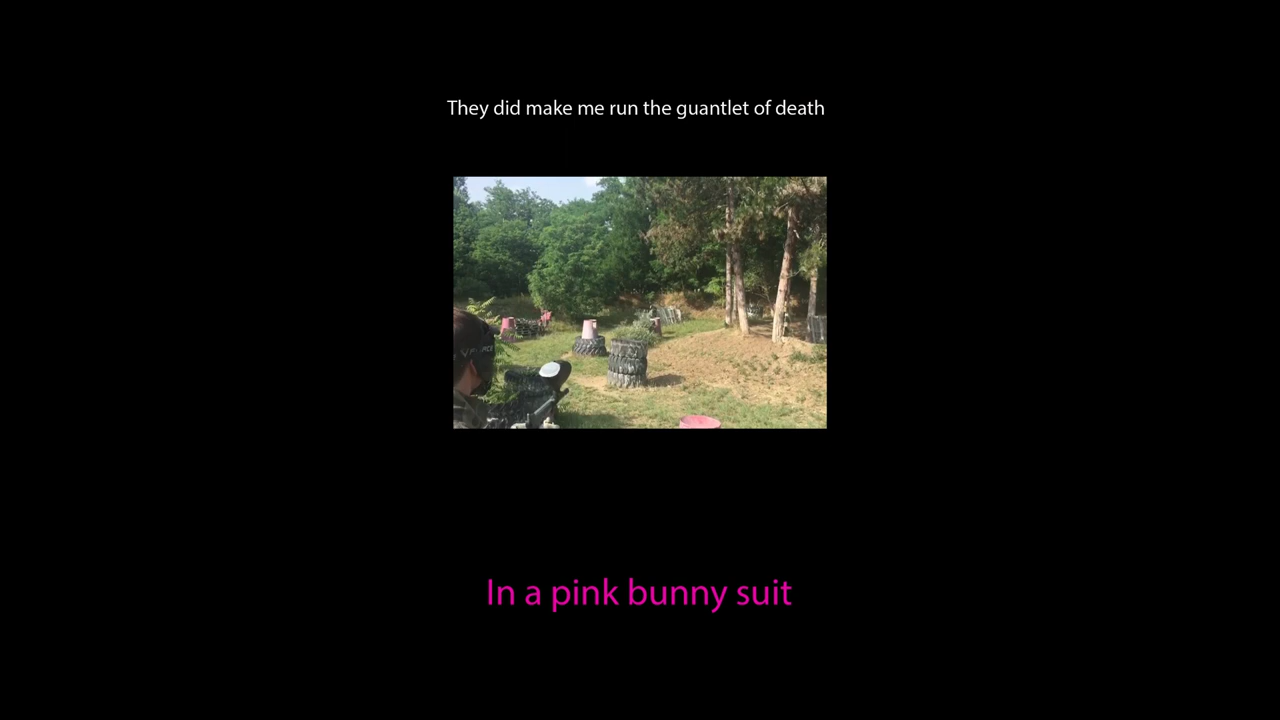 They did make me run the guantlet of death
In a pink bunny suit